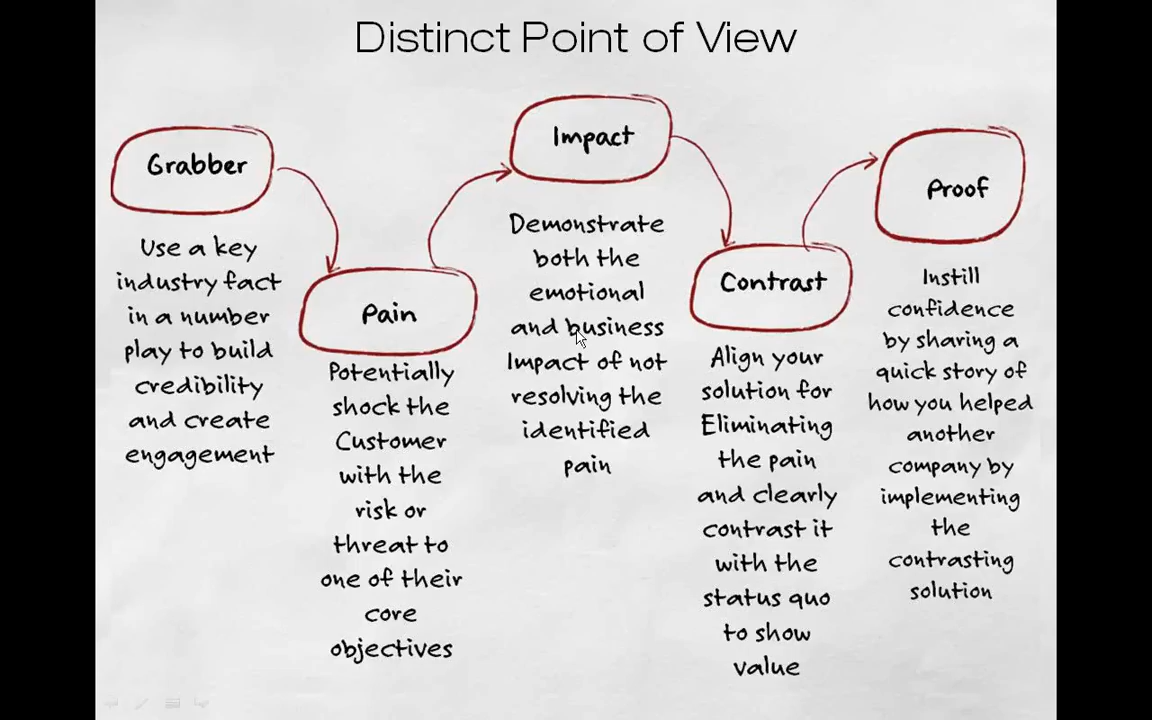 Distinct Point of View
Grabber
Use a key
industry fact
in a number
play to build
credibility
and create
engagement
Pain
Potentially
shock the
Customer
with the
risk or
threat to
one of their
core
objectives
Impact
Demonstrate
both the
emotional
and business
Impact of not
resolving the
identified
pain
Contrast
Align your
solution for
Eliminating
the pain
and clearly
contrast it
with the
status quo
to show
value
Proof
Instill
confidence
by sharing a
quick story of
how you helped
another
company by
implementing
the
contrasting
solution